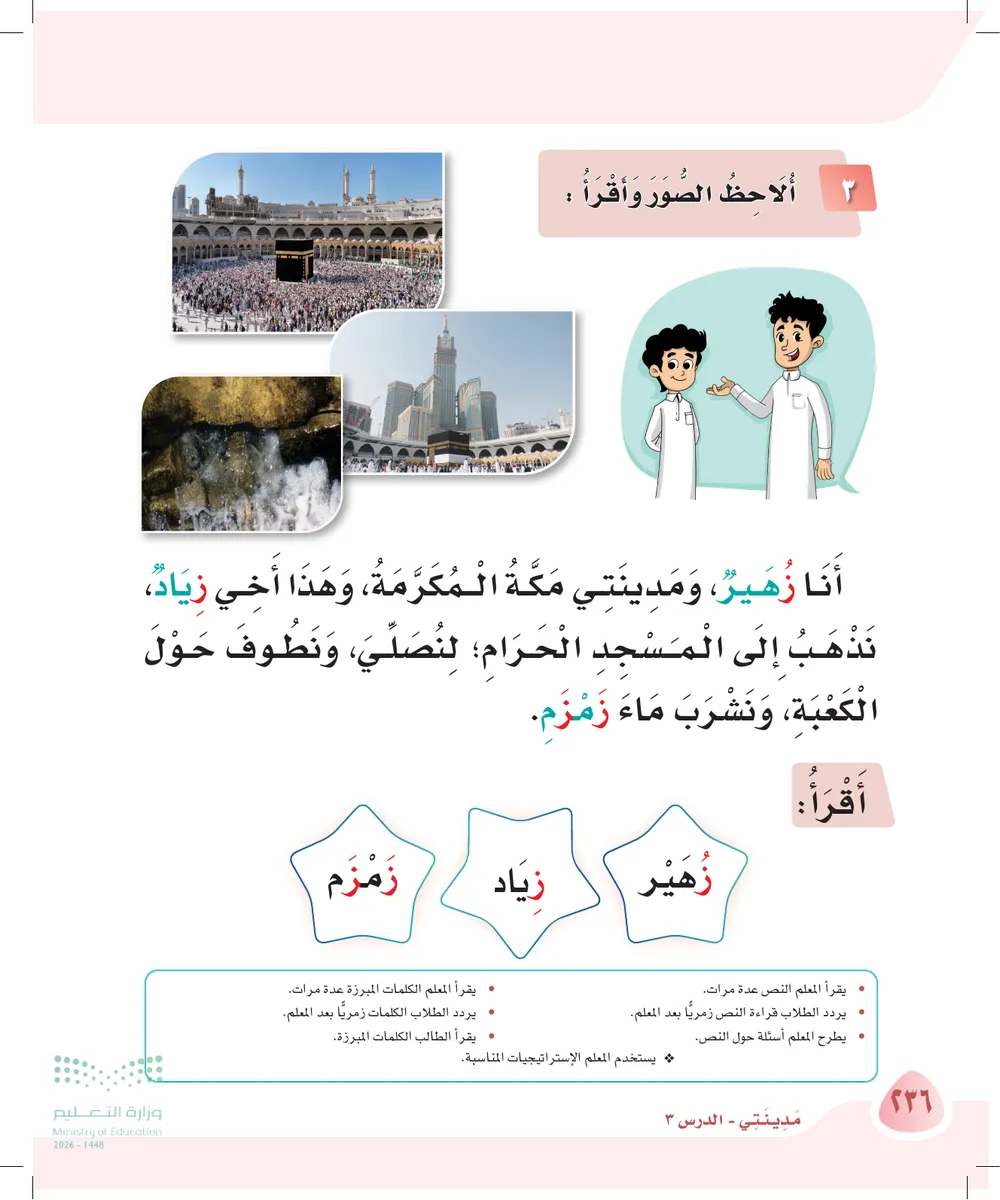 ٣
أُلَاحِظُ الصُّوَرَ وَأَقْرَأُ :
أَنَا زُهَيرٌ، وَمَدِينَتِي مَكَّةُ الْمُكَرَّمَةُ، وَهَذَا أَخِي زِيَادٌ،
نَذْهَبُ إِلَى الْمَسْجِدِ الْحَرَامِ؛ لِنُصَلِّيَ، وَنَطُوفَ حَوْلَ
الْكَعْبَةِ، وَنَشْرَبَ مَاءَ زَمْزَمِ.
أَقْرَأُ:
زُهَيْر
زِيَاد
زَمْزَم
• يقرأ المعلم النص عدة مرات.
• يردد الطلاب قراءة النص زمريًّا بعد المعلم.
• يطرح المعلم أسئلة حول النص.
• يقرأ المعلم الكلمات المبرزة عدة مرات.
• يردد الطلاب الكلمات زمريًّا بعد المعلم.
• يقرأ الطالب الكلمات المبرزة.
❖ يستخدم المعلم الإستراتيجيات المناسبة.
مَدِينَتِي - الدرس ٣
٢٣٦
وزارة التعـليم
Ministry of Education
2026 - 1448